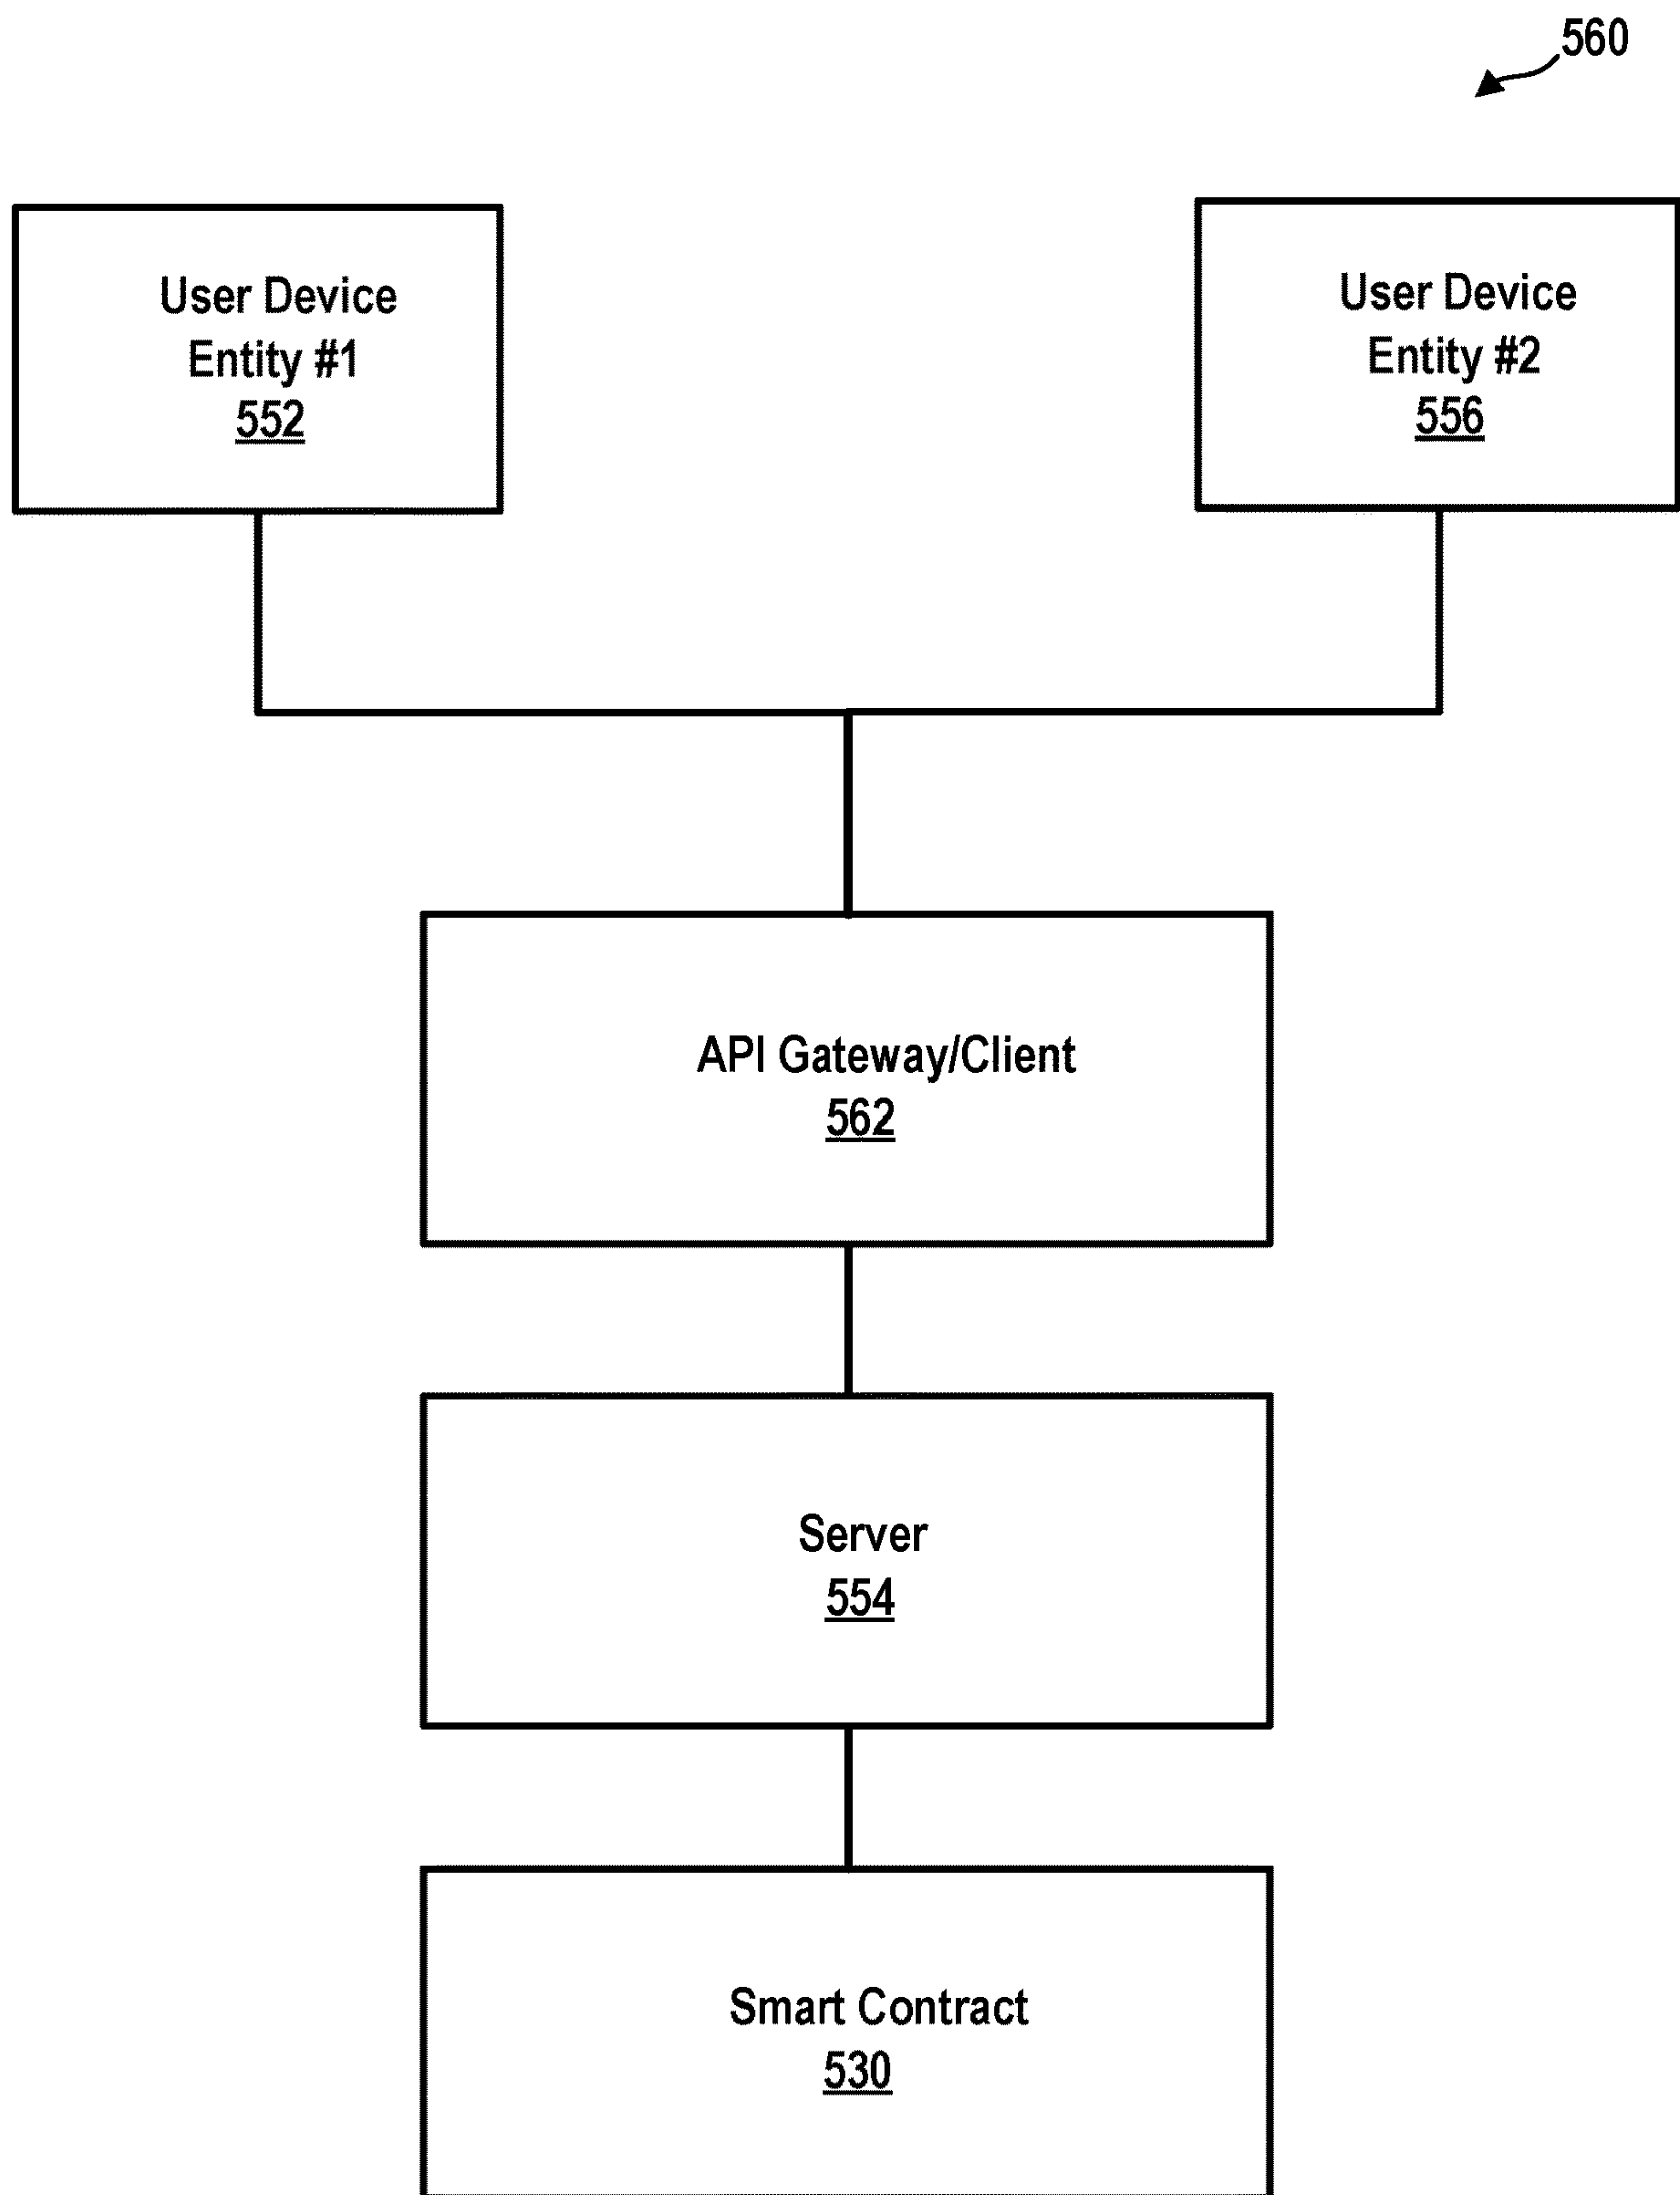 560
User Device
Entity #1
552
User Device
Entity #2
556
API Gateway/Client
562
Server
554
Smart Contract
530